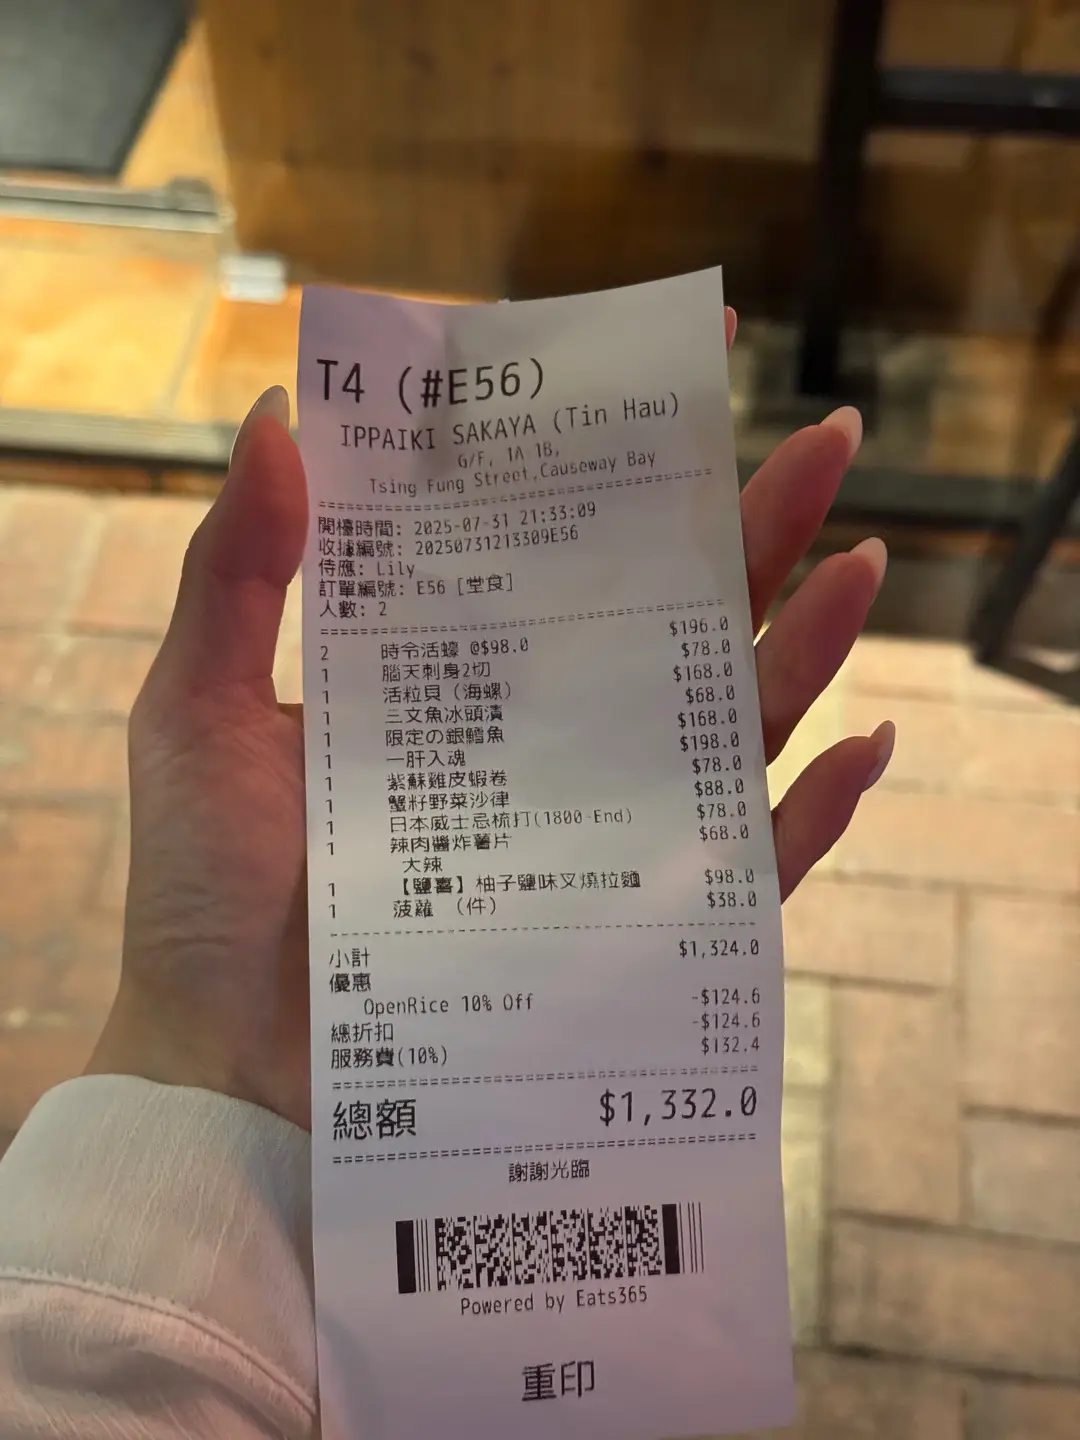 T4 (#E56)
IPPAIKI SAKAYA (Tin Hau)
G/F, 1A 1B,
Tsing Fung Street,Causeway Bay
開檯時間: 2025-07-31 21:33:09
收據編號: 20250731213309E56
侍應: Lily
訂單編號: E56 [堂食]
人數: 2
2 時令活蠔 @$98.0 $196.0
1 腦天刺身2切 $78.0
1 活粒貝（海螺） $168.0
1 三文魚冰頭漬 $68.0
1 限定の銀鱈魚 $168.0
1 一肝入魂 $198.0
1 紫蘇雞皮蝦卷 $78.0
1 蟹籽野菜沙律 $88.0
1 日本威士忌梳打(1800-End) $78.0
1 辣肉醬炸薯片 $68.0
大辣
1 【鹽喜】柚子鹽味叉燒拉麵 $98.0
1 菠蘿 （件） $38.0
小計 $1,324.0
優惠
OpenRice 10% Off -$124.6
總折扣 -$124.6
服務費(10%) $132.4
總額 $1,332.0
謝謝光臨
Powered by Eats365
重印